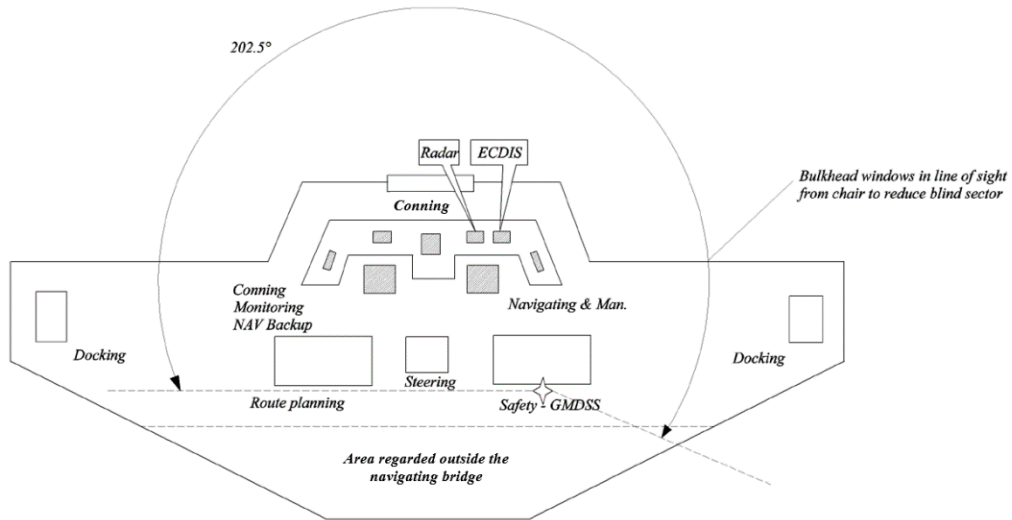 202.5°
Radar
ECDIS
Bulkhead windows in line of sight
from chair to reduce blind sector
Conning
Conning
Monitoring
NAV Backup
Navigating & Man.
Docking
Docking
Steering
Route planning
Safety - GMDSS
Area regarded outside the
navigating bridge